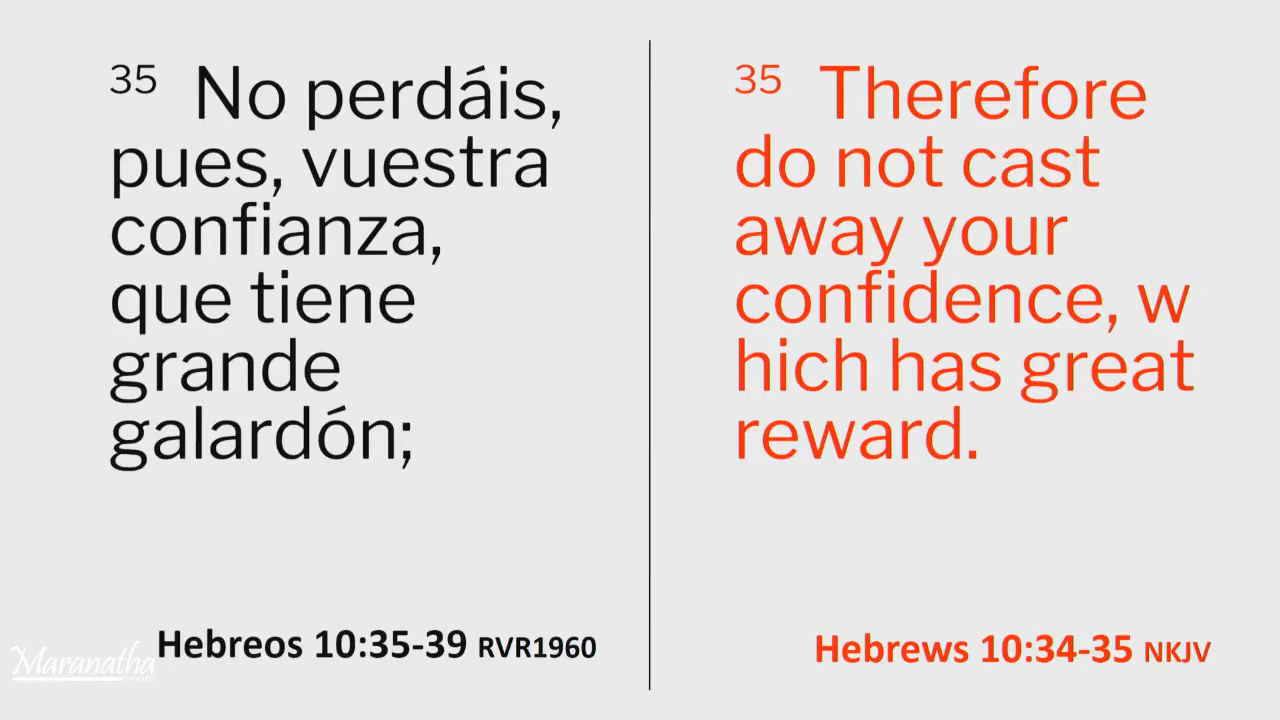 35 No perdáis,
pues, vuestra
confianza,
que tiene
grande
galardón;
Hebreos 10:35-39 RVR1960
35 Therefore
do not cast
away your
confidence, w
hich has great
reward.
Hebrews 10:34-35 NKJV
Maranatha